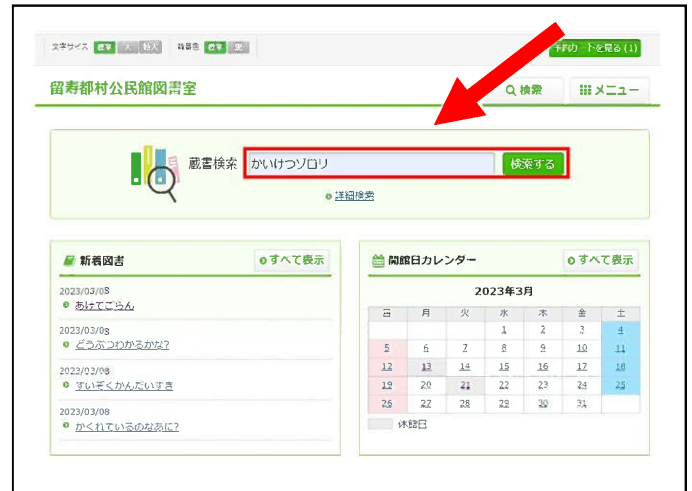 文字サイズ 標準 大 特大 背景色 標準 黒
予約カートを見る(1)
留寿都村公民館図書室
検索
メニュー
蔵書検索 かいけつゾロリ 検索する
詳細検索
新着図書 すべて表示
2023/03/08
あけてごらん
2023/03/08
どうぶつわかるかな?
2023/03/08
すいぞくかんだいすき
2023/03/08
かくれているのなあに?
開館日カレンダー すべて表示
2023年3月
日 月 火 水 木 金 土
1 2 3 4
5 6 7 8 9 10 11
12 13 14 15 16 17 18
19 20 21 22 23 24 25
26 27 28 29 30 31
休館日